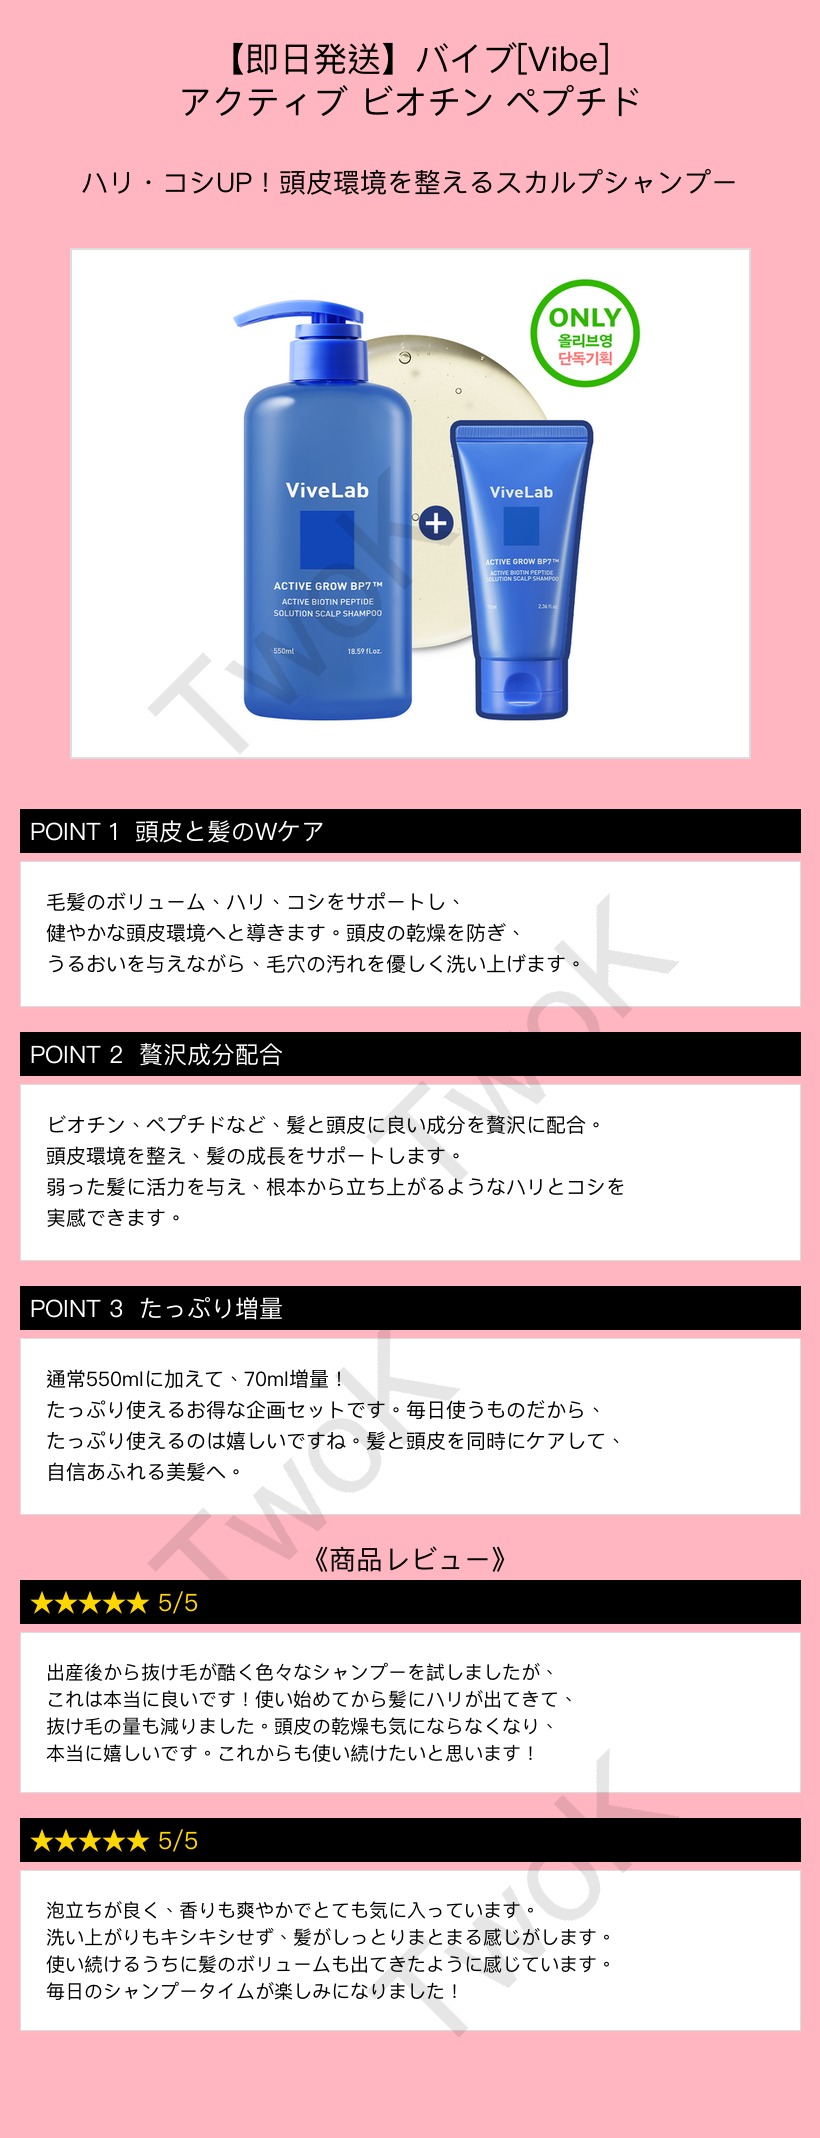 【即日発送】バイブ[Vibe]
アクティブ ビオチン ペプチド
ハリ・コシUP！頭皮環境を整えるスカルプシャンプー
ONLY
올리브영
단독기획
ViveLab
ACTIVE GROW BP7™
ACTIVE BIOTIN PEPTIDE
SOLUTION SCALP SHAMPOO
550ml 18.59 fl.oz.
+
ViveLab
ACTIVE GROW BP7™
ACTIVE BIOTIN PEPTIDE
SOLUTION SCALP SHAMPOO
2.36 fl.oz.
TwoK
POINT 1 頭皮と髪のWケア
毛髪のボリューム、ハリ、コシをサポートし、
健やかな頭皮環境へと導きます。頭皮の乾燥を防ぎ、
うるおいを与えながら、毛穴の汚れを優しく洗い上げます。
TwoK
POINT 2 贅沢成分配合
ビオチン、ペプチドなど、髪と頭皮に良い成分を贅沢に配合。
頭皮環境を整え、髪の成長をサポートします。
弱った髪に活力を与え、根本から立ち上がるようなハリとコシを
実感できます。
POINT 3 たっぷり増量
通常550mlに加えて、70ml増量！
たっぷり使えるお得な企画セットです。毎日使うものだから、
たっぷり使えるのは嬉しいですね。髪と頭皮を同時にケアして、
自信あふれる美髪へ。
TwoK
《商品レビュー》
★★★★★ 5/5
出産後から抜け毛が酷く色々なシャンプーを試しましたが、
これは本当に良いです！使い始めてから髪にハリが出てきて、
抜け毛の量も減りました。頭皮の乾燥も気にならなくなり、
本当に嬉しいです。これからも使い続けたいと思います！
★★★★★ 5/5
泡立ちが良く、香りも爽やかでとても気に入っています。
洗い上がりもキシキシせず、髪がしっとりまとまる感じがします。
使い続けるうちに髪のボリュームも出てきたように感じています。
毎日のシャンプータイムが楽しみになりました！
TwoK